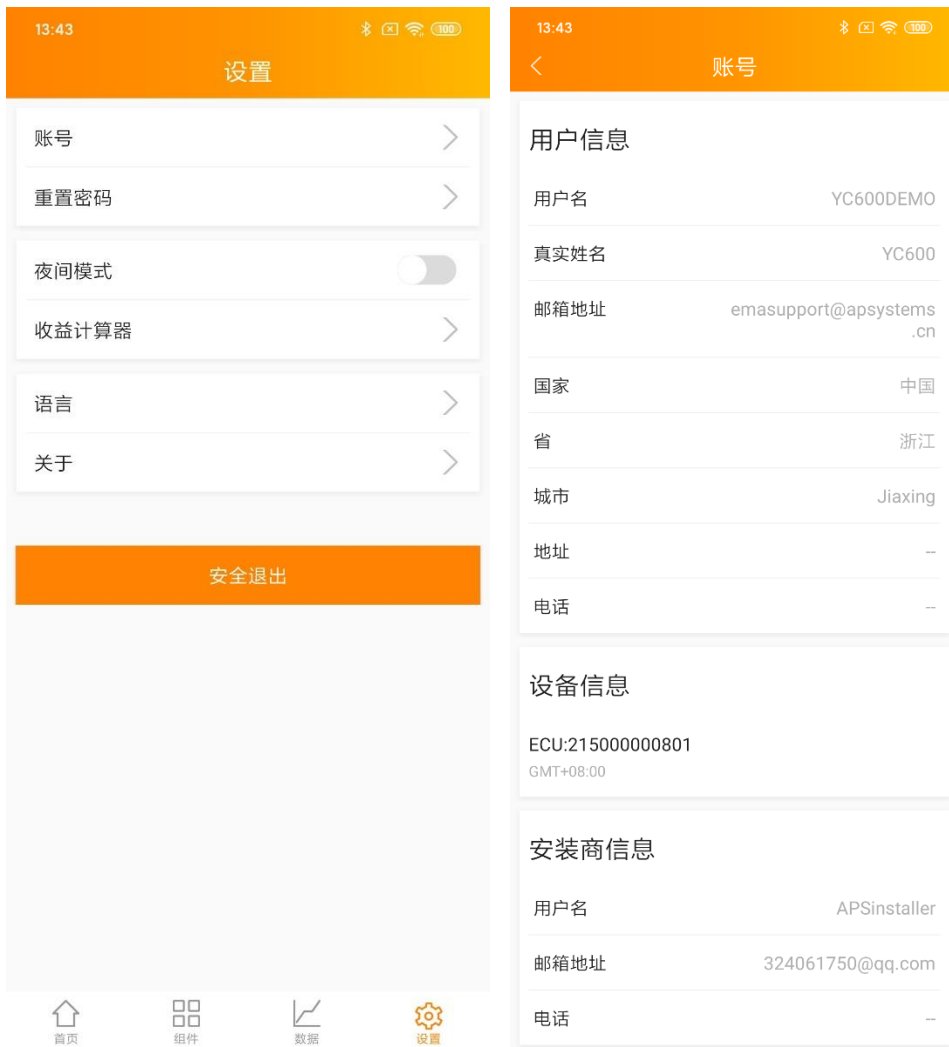 13:43
100
设置
账号
重置密码
夜间模式
收益计算器
语言
关于
安全退出
首页
组件
数据
设置
13:43
100
账号
用户信息
用户名 YC600DEMO
真实姓名 YC600
邮箱地址 emasupport@apsystems
.cn
国家 中国
省 浙江
城市 Jiaxing
地址 --
电话 --
设备信息
ECU:215000000801
GMT+08:00
安装商信息
用户名 APSinstaller
邮箱地址 324061750@qq.com
电话 --